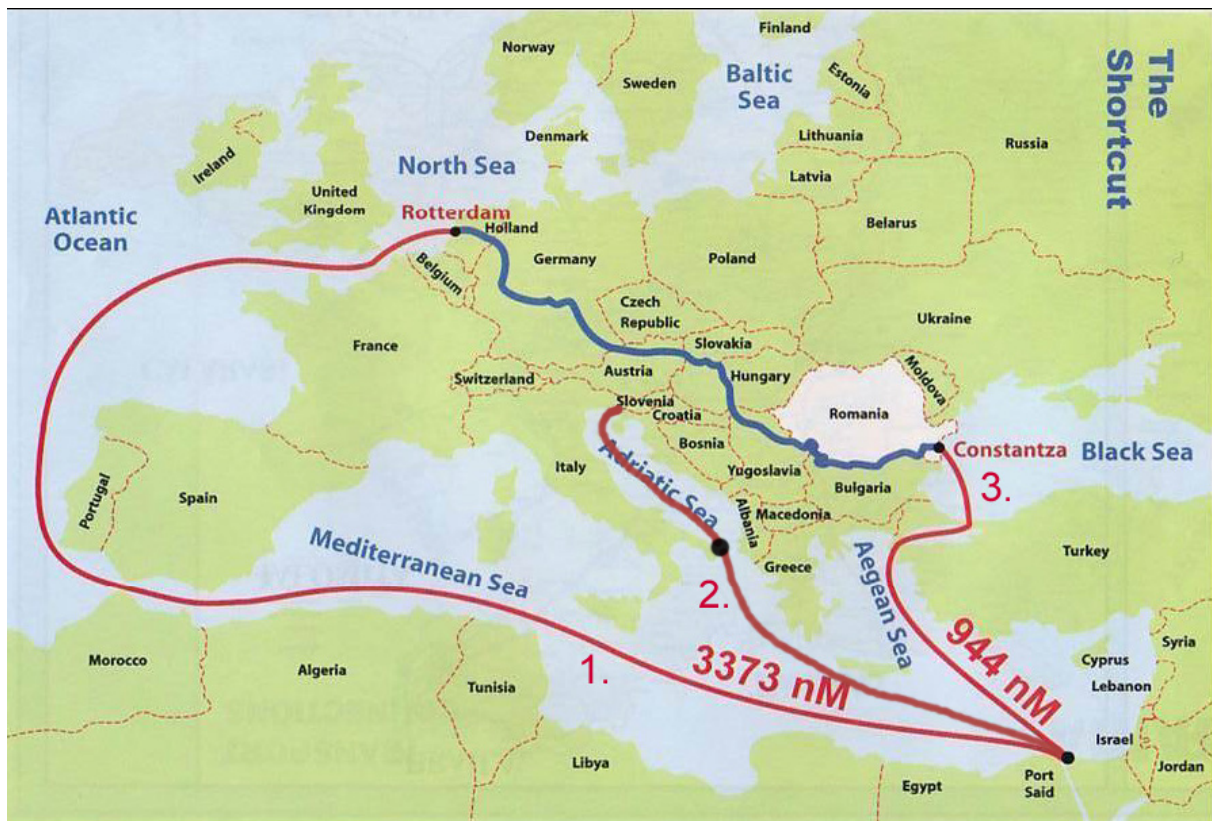 Finland
Norway
Sweden
Baltic
Sea
Estonia
The
Shortcut
Denmark
Lithuania
Russia
Ireland
North Sea
Latvia
United
Kingdom
Atlantic
Ocean
Rotterdam
Holland
Belarus
Belgium
Germany
Poland
Czech
Republic
Ukraine
France
Slovakia
Switzerland
Austria
Hungary
Moldova
Slovenia
Croatia
Romania
Bosnia
Constantza
Black Sea
Italy
Adriatic Sea
Yugoslavia
Bulgaria
3.
Portugal
Spain
Albania
Macedonia
Mediterranean Sea
Greece
Aegean Sea
Turkey
2.
944 nM
Morocco
Algeria
Tunisia
1.
3373 nM
Cyprus
Syria
Lebanon
Israel
Libya
Egypt
Port
Said
Jordan